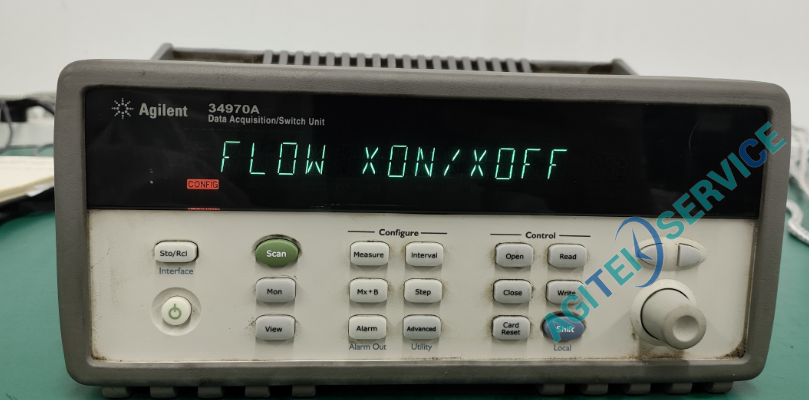 Agilent
34970A
Data Acquisition/Switch Unit
FLOW XON/XOFF
CONFIG
Configure
Control
Sto/Rcl
Interface
Scan
Measure
Interval
Open
Read
Mon
Mx+B
Step
Close
Write
View
Alarm
Advanced
Card
Reset
Shift
Alarm Out
Utility
Local
AGITEK SERVICE